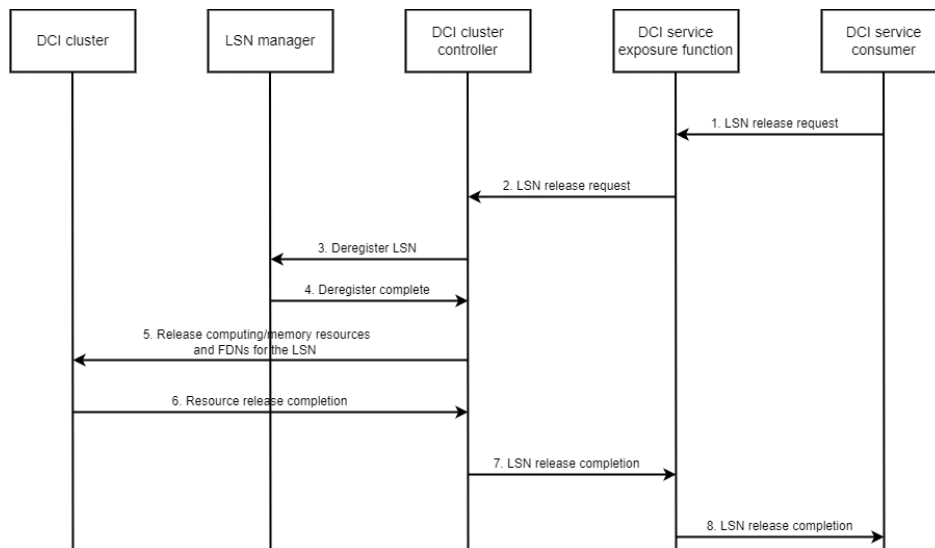 DCI cluster
LSN manager
DCI cluster
controller
DCI service
exposure function
DCI service
consumer
1. LSN release request
2. LSN release request
3. Deregister LSN
4. Deregister complete
5. Release computing/memory resources
and FDNs for the LSN
6. Resource release completion
7. LSN release completion
8. LSN release completion